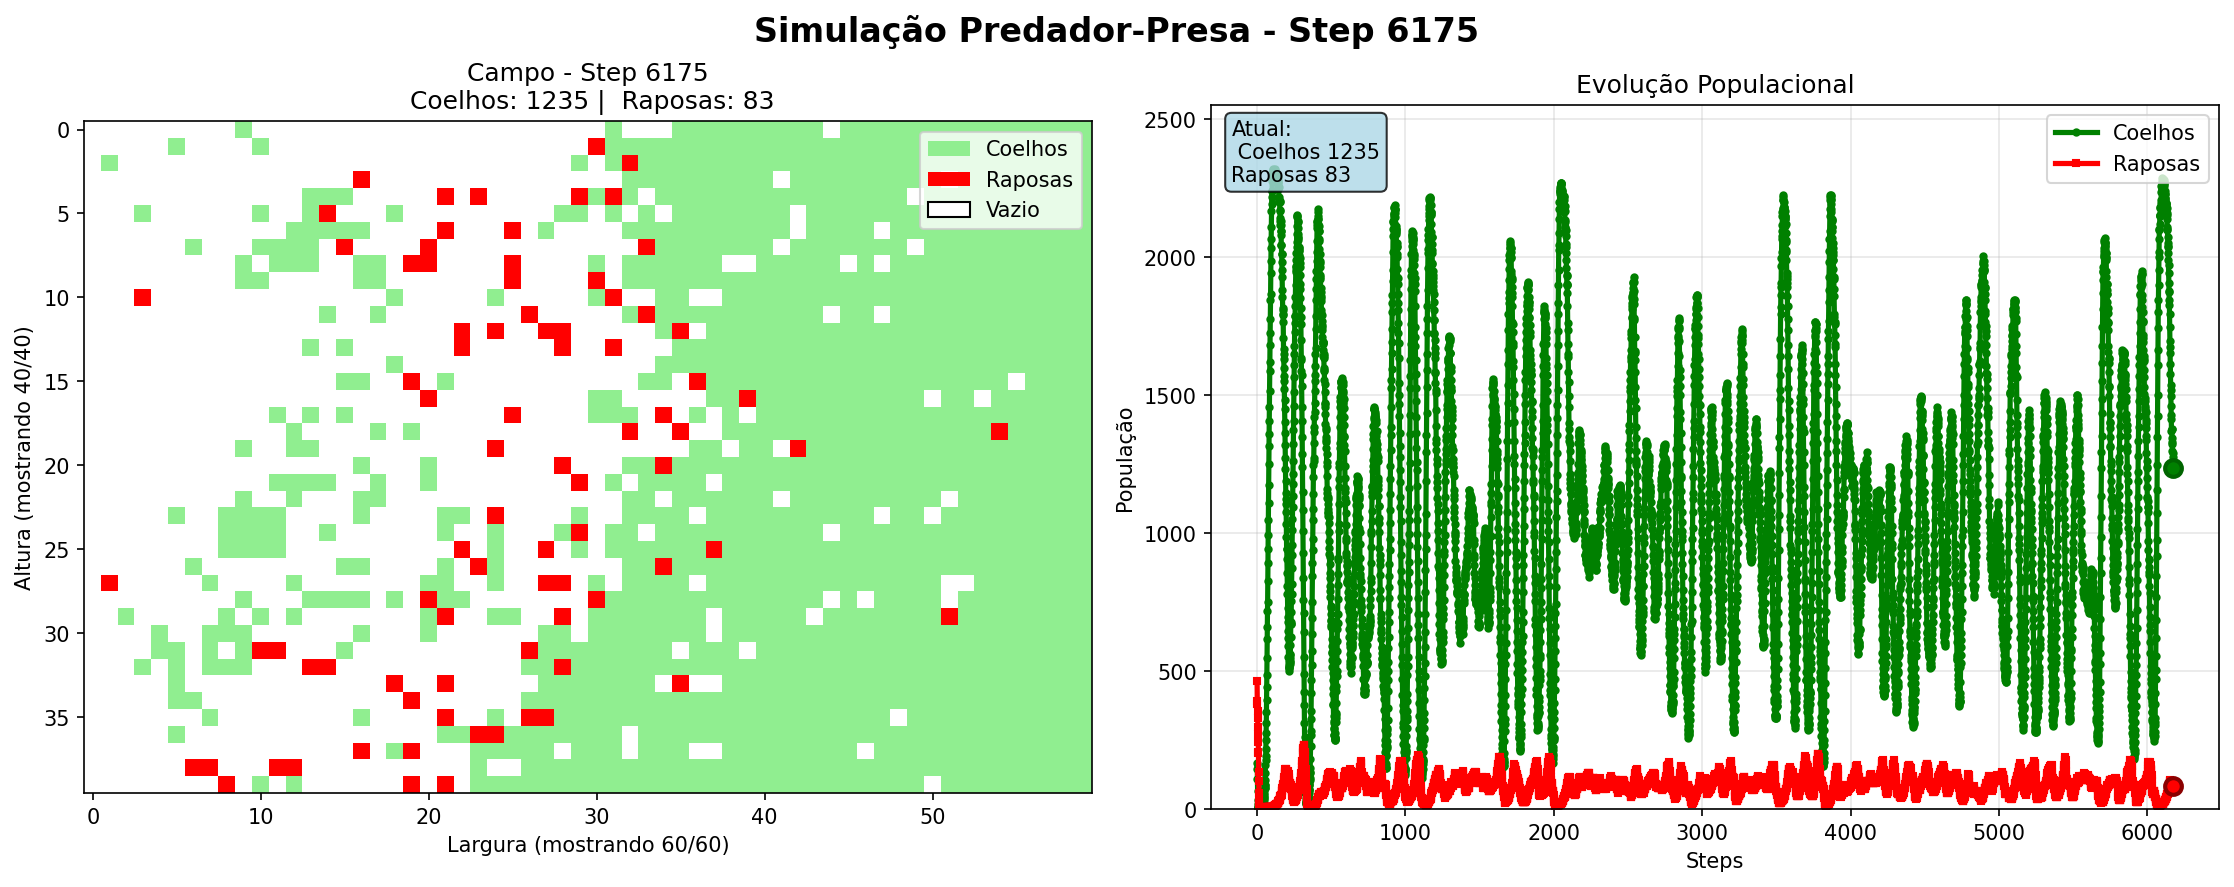 Simulação Predador-Presa - Step 6175
Campo - Step 6175
Coelhos: 1235 |  Raposas: 83
0
5
10
15
20
25
30
35
Altura (mostrando 40/40)
0
10
20
30
40
50
Largura (mostrando 60/60)
Coelhos
Raposas
Vazio
Evolução Populacional
2500
2000
1500
1000
500
0
População
0
1000
2000
3000
4000
5000
6000
Steps
Atual:
Coelhos 1235
Raposas 83
Coelhos
Raposas